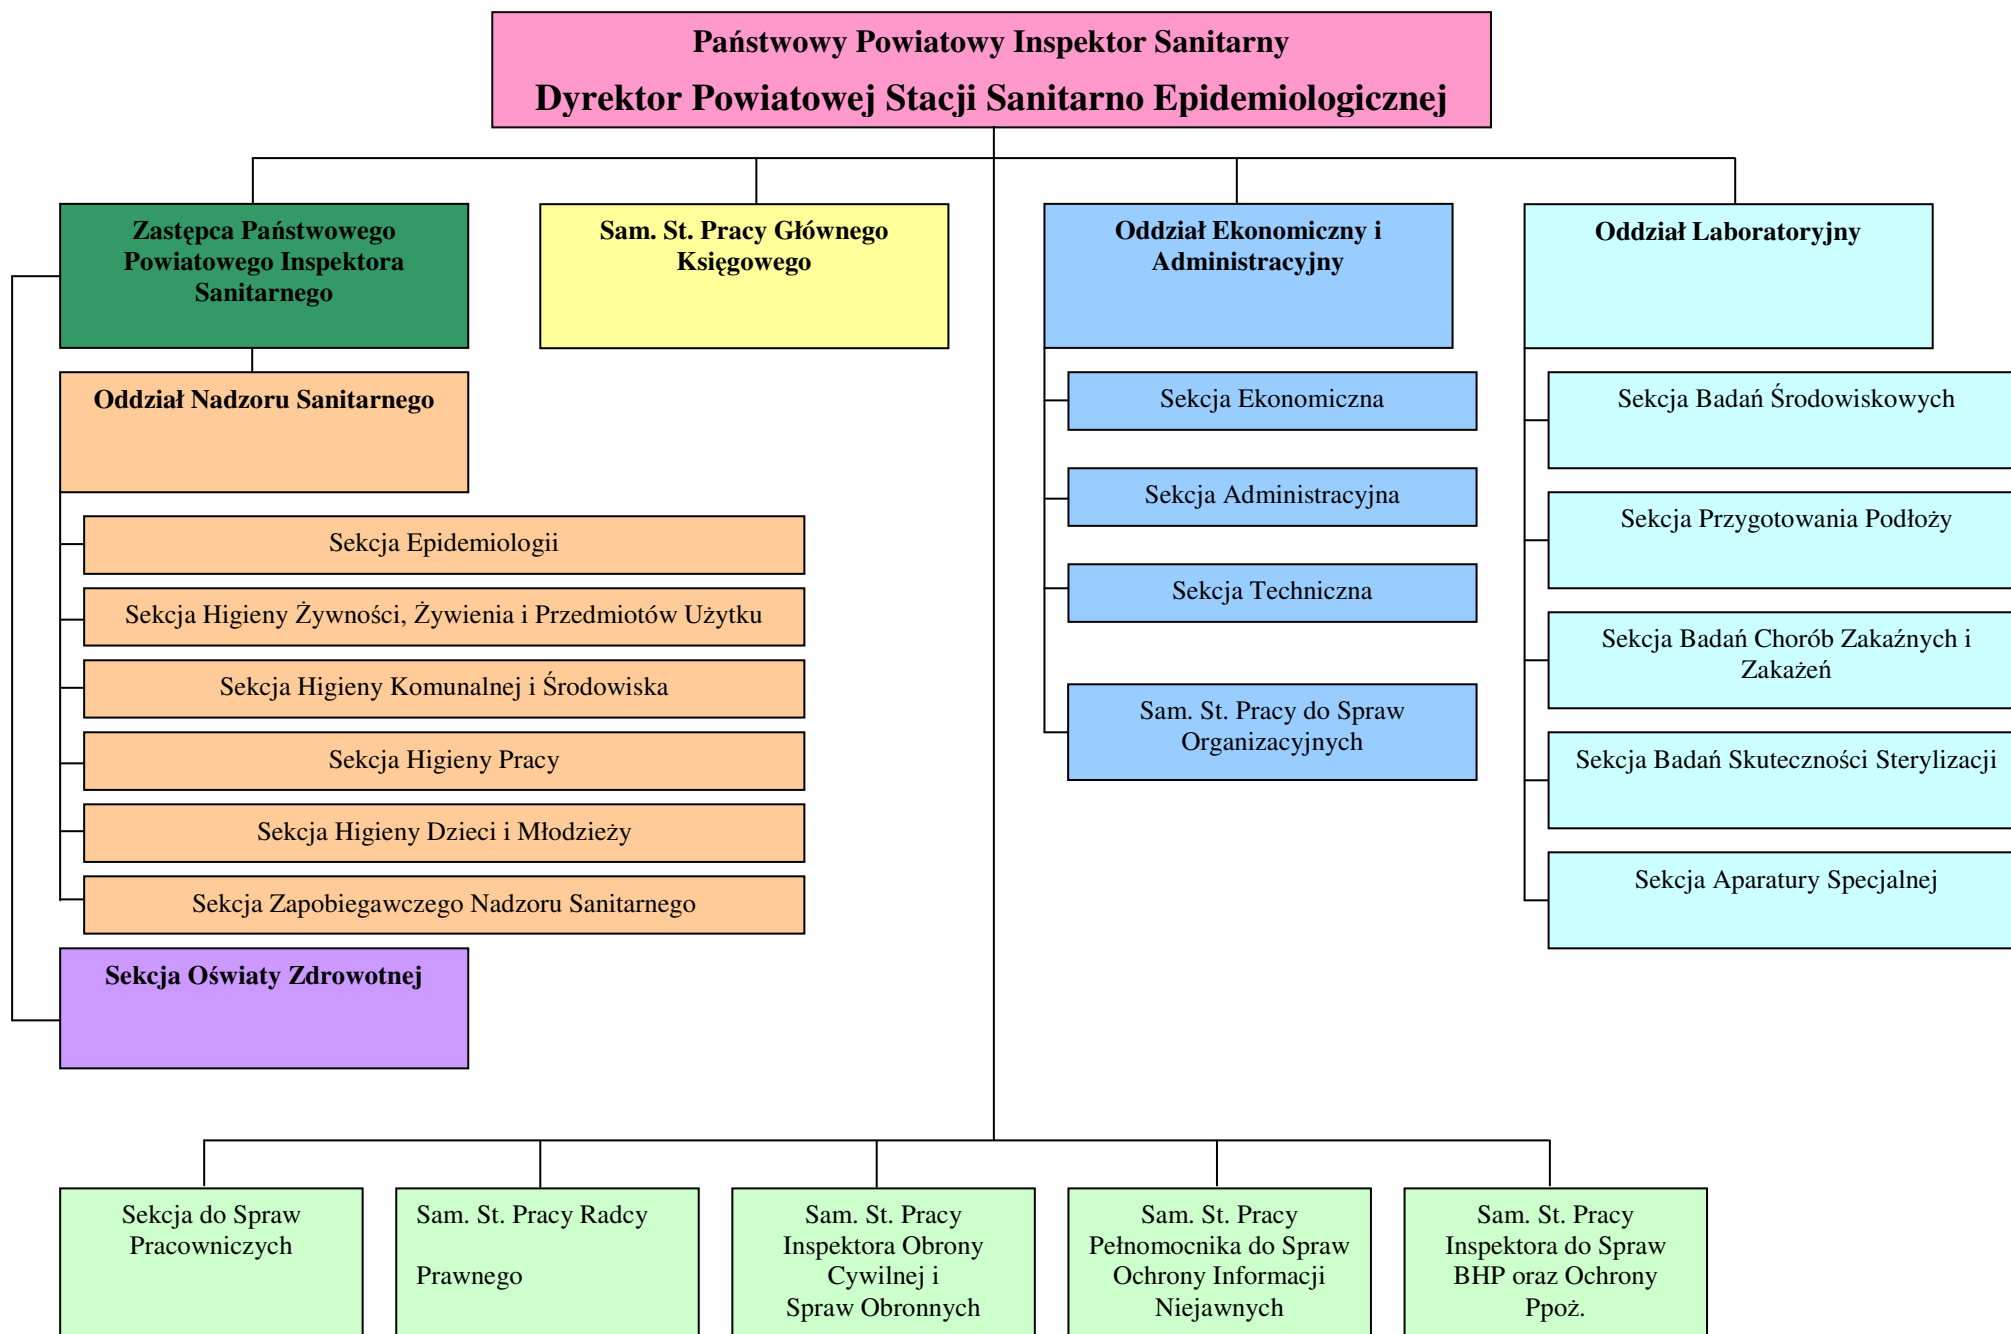 Państwowy Powiatowy Inspektor Sanitarny
Dyrektor Powiatowej Stacji Sanitarno Epidemiologicznej
Zastępca Państwowego
Powiatowego Inspektora
Sanitarnego
Sam. St. Pracy Głównego
Księgowego
Oddział Ekonomiczny i
Administracyjny
Oddział Laboratoryjny
Oddział Nadzoru Sanitarnego
Sekcja Epidemiologii
Sekcja Higieny Żywności, Żywienia i Przedmiotów Użytku
Sekcja Higieny Komunalnej i Środowiska
Sekcja Higieny Pracy
Sekcja Higieny Dzieci i Młodzieży
Sekcja Zapobiegawczego Nadzoru Sanitarnego
Sekcja Oświaty Zdrowotnej
Sekcja Ekonomiczna
Sekcja Administracyjna
Sekcja Techniczna
Sam. St. Pracy do Spraw
Organizacyjnych
Sekcja Badań Środowiskowych
Sekcja Przygotowania Podłoży
Sekcja Badań Chorób Zakaźnych i
Zakażeń
Sekcja Badań Skuteczności Sterylizacji
Sekcja Aparatury Specjalnej
Sekcja do Spraw
Pracowniczych
Sam. St. Pracy Radcy
Prawnego
Sam. St. Pracy
Inspektora Obrony
Cywilnej i
Spraw Obronnych
Sam. St. Pracy
Pełnomocnika do Spraw
Ochrony Informacji
Niejawnych
Sam. St. Pracy
Inspektora do Spraw
BHP oraz Ochrony
Ppoż.